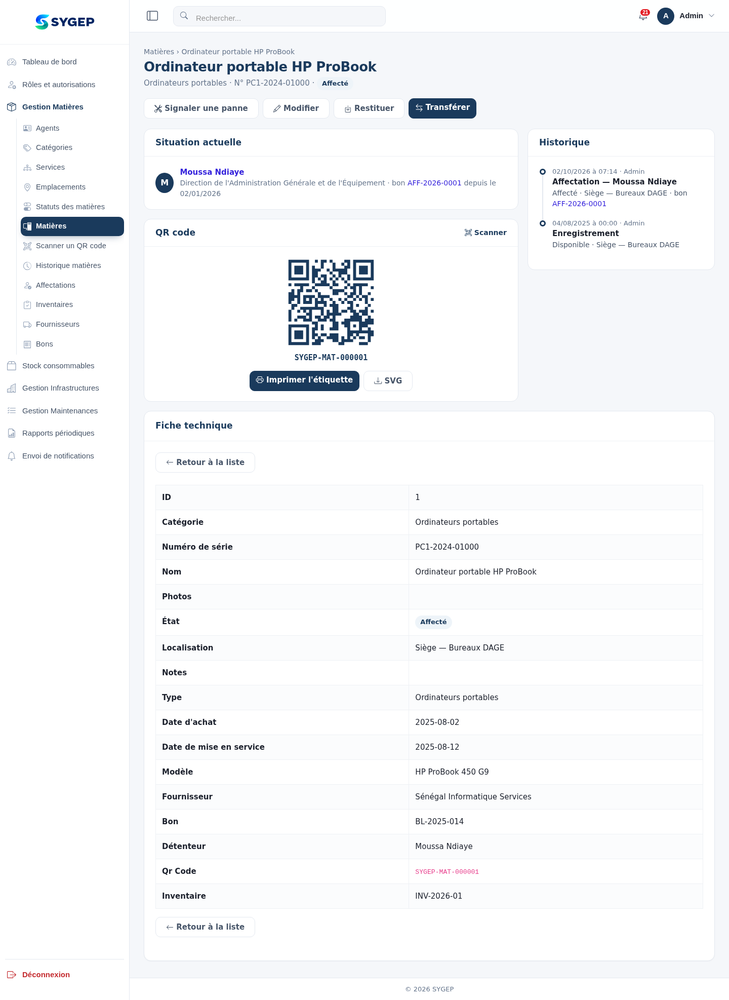 SYGEP
Rechercher...
21
A
Admin
Tableau de bord
Rôles et autorisations
Gestion Matières
Agents
Catégories
Services
Emplacements
Statuts des matières
Matières
Scanner un QR code
Historique matières
Affectations
Inventaires
Fournisseurs
Bons
Stock consommables
Gestion Infrastructures
Gestion Maintenances
Rapports périodiques
Envoi de notifications
Déconnexion
Matières › Ordinateur portable HP ProBook
Ordinateur portable HP ProBook
Ordinateurs portables · N° PC1-2024-01000 · Affecté
Signaler une panne
Modifier
Restituer
Transférer
Situation actuelle
M
Moussa Ndiaye
Direction de l'Administration Générale et de l'Équipement · bon AFF-2026-0001 depuis le
02/01/2026
QR code
Scanner
SYGEP-MAT-000001
Imprimer l'étiquette
SVG
Historique
02/10/2026 à 07:14 · Admin
Affectation — Moussa Ndiaye
Affecté · Siège — Bureaux DAGE · bon
AFF-2026-0001
04/08/2025 à 00:00 · Admin
Enregistrement
Disponible · Siège — Bureaux DAGE
Fiche technique
Retour à la liste
ID 1
Catégorie Ordinateurs portables
Numéro de série PC1-2024-01000
Nom Ordinateur portable HP ProBook
Photos
État Affecté
Localisation Siège — Bureaux DAGE
Notes
Type Ordinateurs portables
Date d'achat 2025-08-02
Date de mise en service 2025-08-12
Modèle HP ProBook 450 G9
Fournisseur Sénégal Informatique Services
Bon BL-2025-014
Détenteur Moussa Ndiaye
Qr Code SYGEP-MAT-000001
Inventaire INV-2026-01
Retour à la liste
© 2026 SYGEP